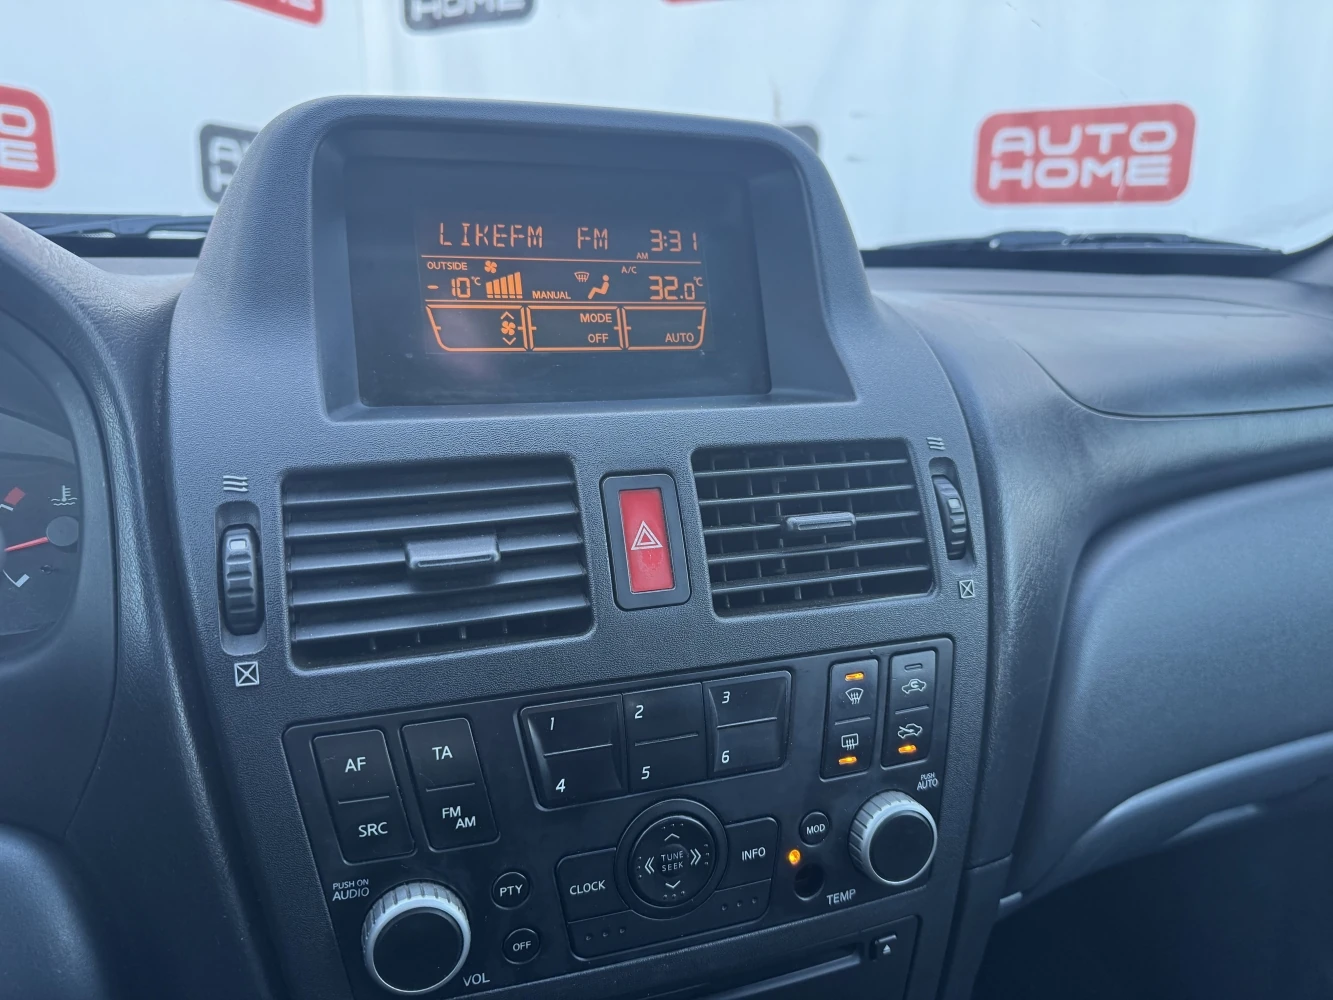 HOME
AUTO
HOME
LIKEFM FM AM 3:31
OUTSIDE A/C
-10°C MANUAL 32.0°C
MODE
OFF AUTO
1 2 3
4 5 6
AF TA
SRC FM AM
PUSH AUTO
PUSH ON
AUDIO
PTY CLOCK TUNE SEEK INFO MOD
OFF
VOL TEMP